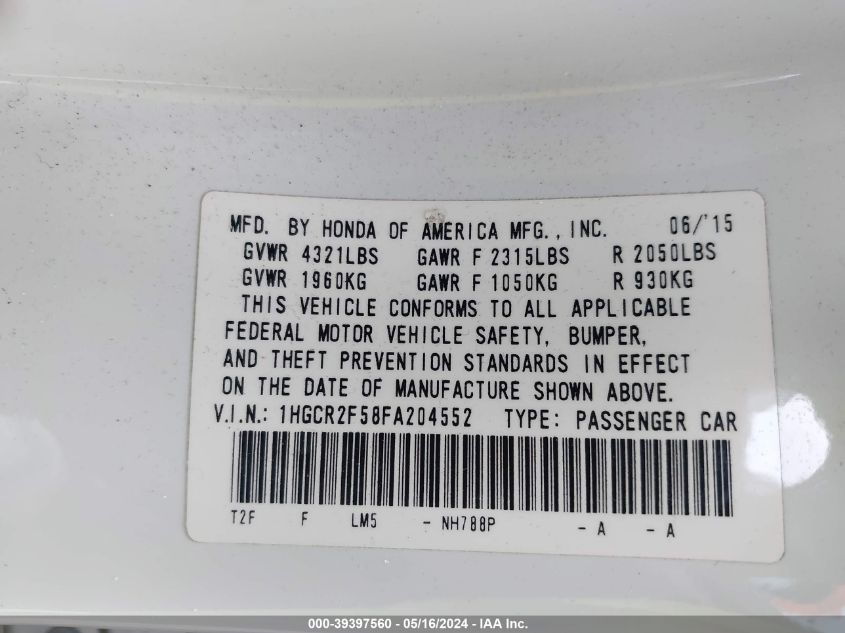 MFD. BY HONDA OF AMERICA MFG., INC. 06/'15
GVWR 4321LBS GAWR F 2315LBS R 2050LBS
GVWR 1960KG GAWR F 1050KG R 930KG
THIS VEHICLE CONFORMS TO ALL APPLICABLE
FEDERAL MOTOR VEHICLE SAFETY, BUMPER,
AND THEFT PREVENTION STANDARDS IN EFFECT
ON THE DATE OF MANUFACTURE SHOWN ABOVE.
V.I.N.: 1HGCR2F58FA204552 TYPE: PASSENGER CAR
T2F F LM5 - NH788P - A - A
000-39397560 - 05/16/2024 - IAA Inc.